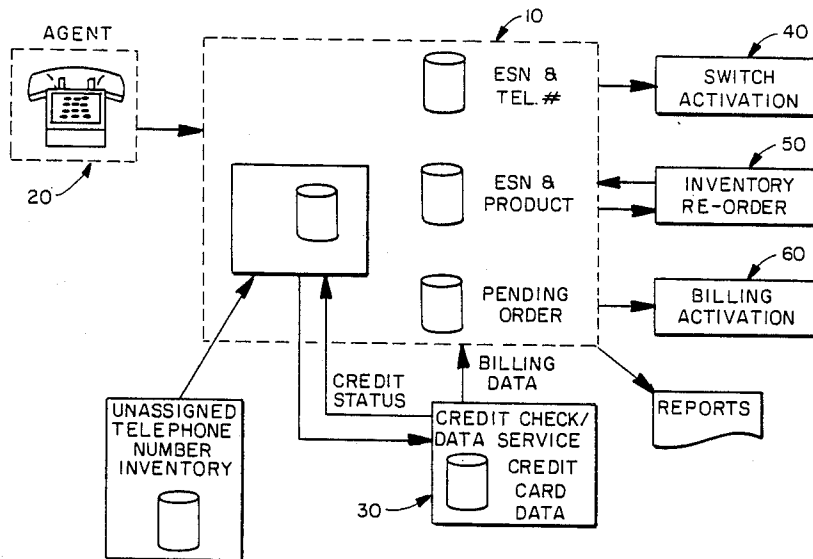 AGENT
20
10
ESN &
TEL.#
ESN &
PRODUCT
PENDING
ORDER
40
SWITCH
ACTIVATION
50
INVENTORY
RE-ORDER
60
BILLING
ACTIVATION
CREDIT
STATUS
BILLING
DATA
UNASSIGNED
TELEPHONE
NUMBER
INVENTORY
CREDIT CHECK/
DATA SERVICE
CREDIT
CARD
DATA
30
REPORTS